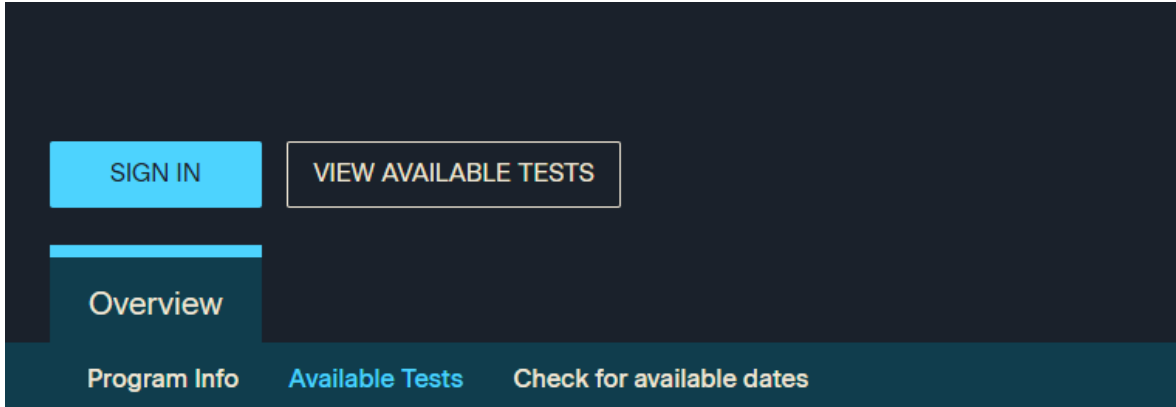 SIGN IN VIEW AVAILABLE TESTS
Overview
Program Info Available Tests Check for available dates